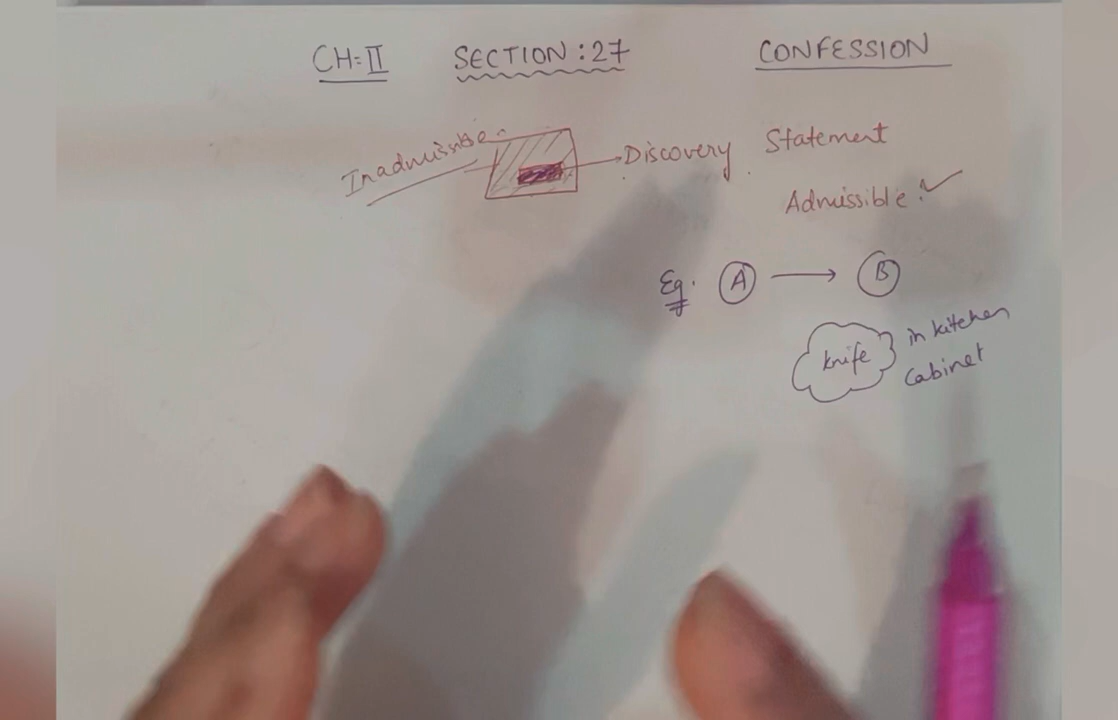 CH:II SECTION:27 CONFESSION
Inadmissible.
Discovery Statement
Admissible.
Eg. A → B
knife in kitchen
cabinet